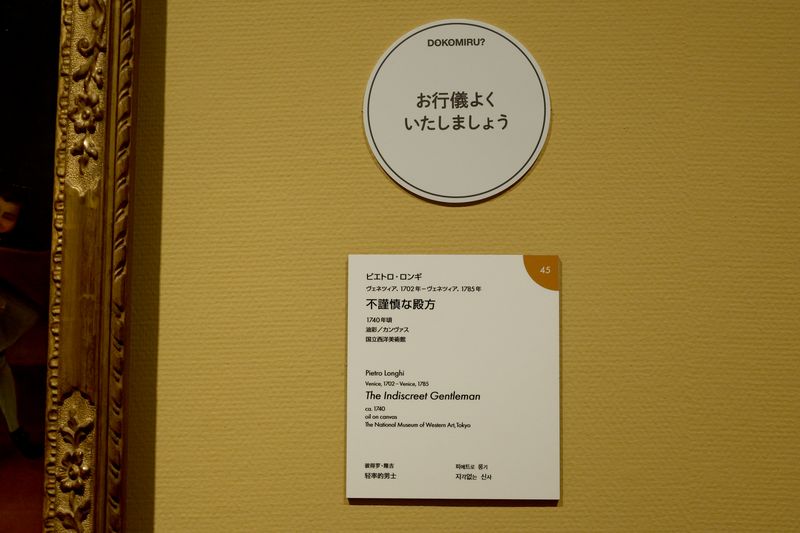 DOKOMIRU?
お行儀よく
いたしましょう
45
ピエトロ・ロンギ
ヴェネツィア、1702年－ヴェネツィア、1785年
不謹慎な殿方
1740年頃
油彩／カンヴァス
国立西洋美術館
Pietro Longhi
Venice, 1702 – Venice, 1785
The Indiscreet Gentleman
ca. 1740
oil on canvas
The National Museum of Western Art, Tokyo
彼得罗・隆吉
피에트로 롱기
轻率的男士
지각없는 신사